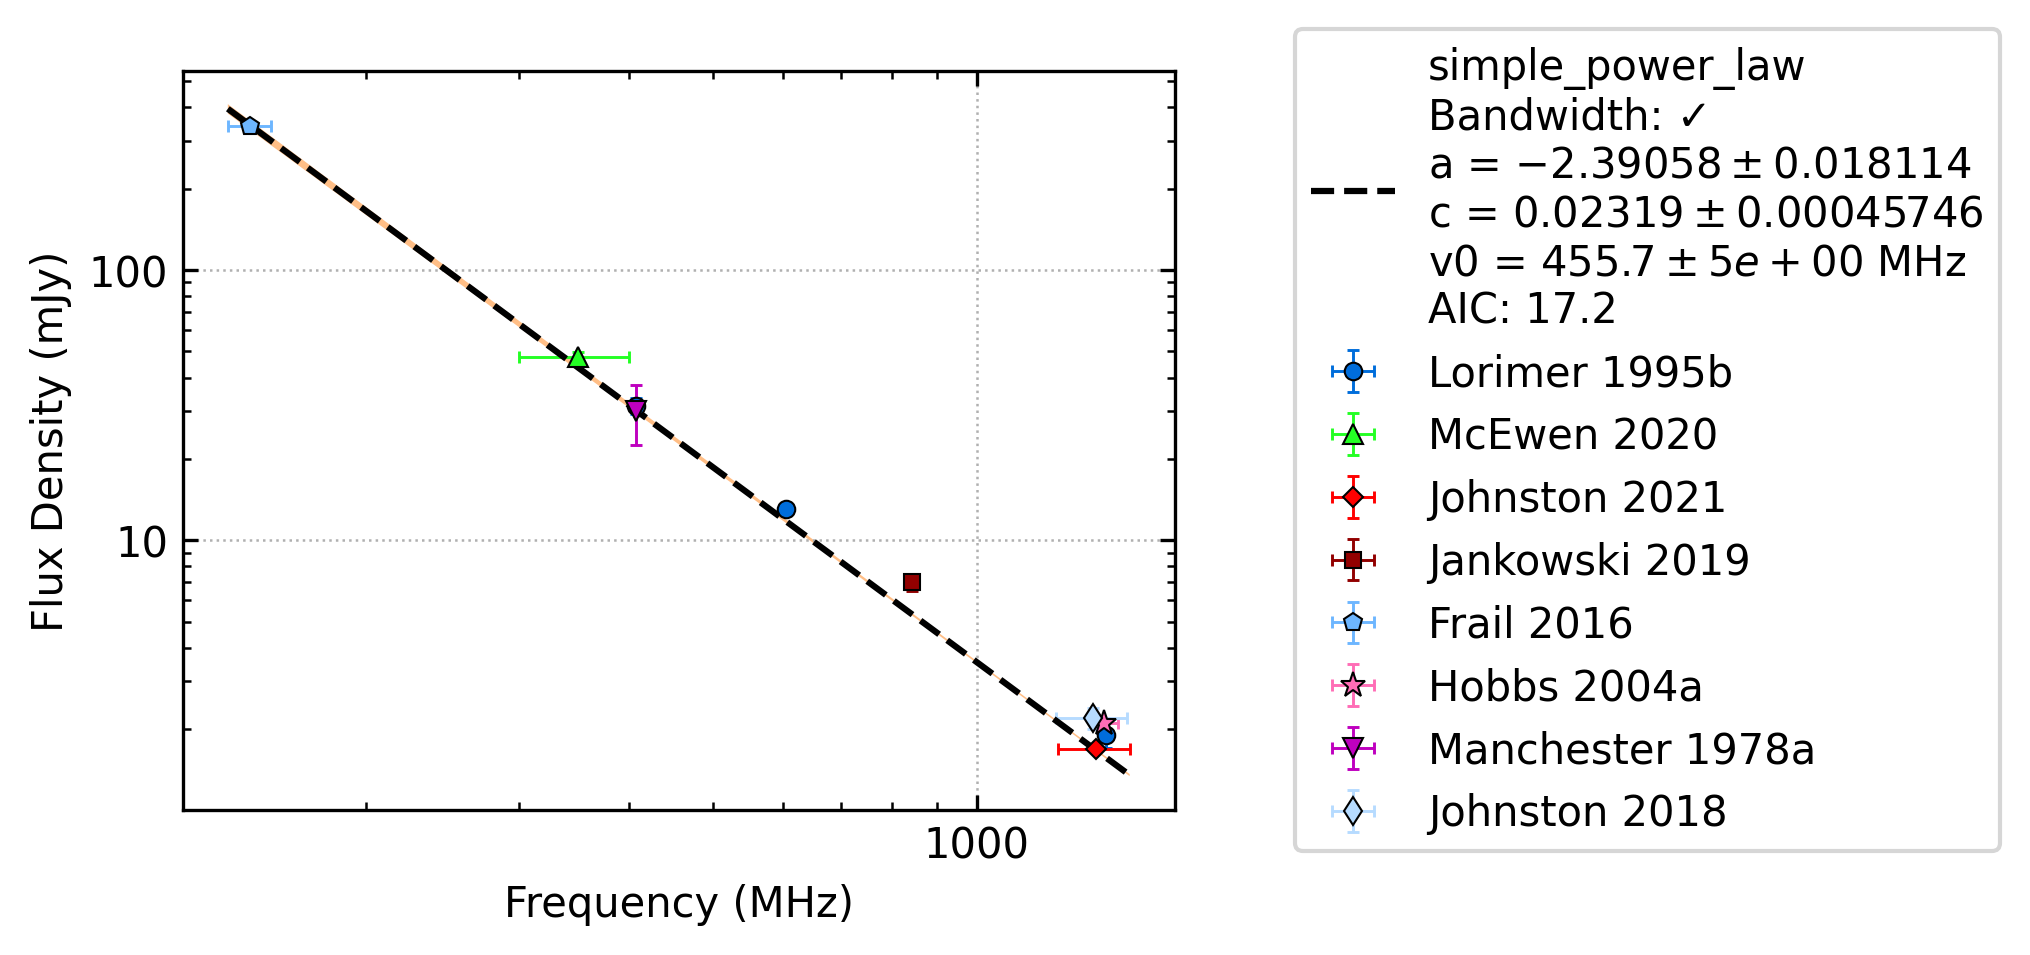 100
10
1000
Flux Density (mJy)
Frequency (MHz)
simple_power_law
Bandwidth: ✓
a = −2.39058 ± 0.018114
c = 0.02319 ± 0.00045746
v0 = 455.7 ± 5e + 00 MHz
AIC: 17.2
Lorimer 1995b
McEwen 2020
Johnston 2021
Jankowski 2019
Frail 2016
Hobbs 2004a
Manchester 1978a
Johnston 2018